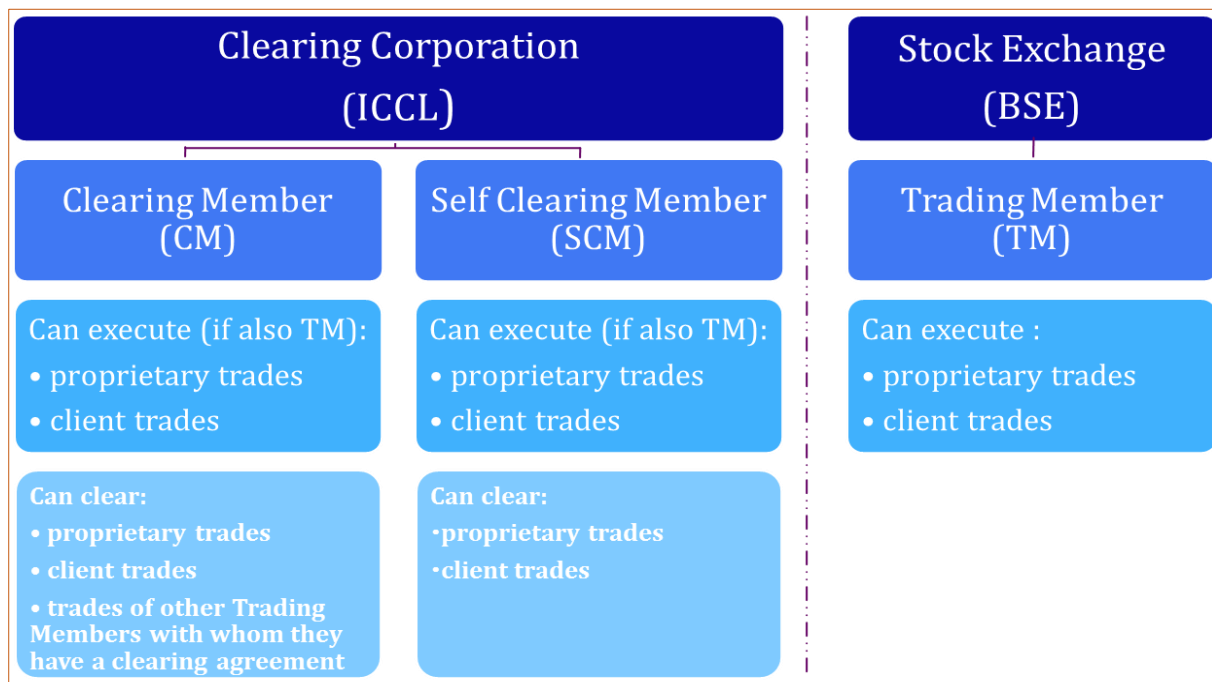 Clearing Corporation
(ICCL)
Stock Exchange
(BSE)
Clearing Member
(CM)
Self Clearing Member
(SCM)
Trading Member
(TM)
Can execute (if also TM):
• proprietary trades
• client trades
Can execute (if also TM):
• proprietary trades
• client trades
Can execute :
• proprietary trades
• client trades
Can clear:
• proprietary trades
• client trades
• trades of other Trading
Members with whom they
have a clearing agreement
Can clear:
•proprietary trades
•client trades